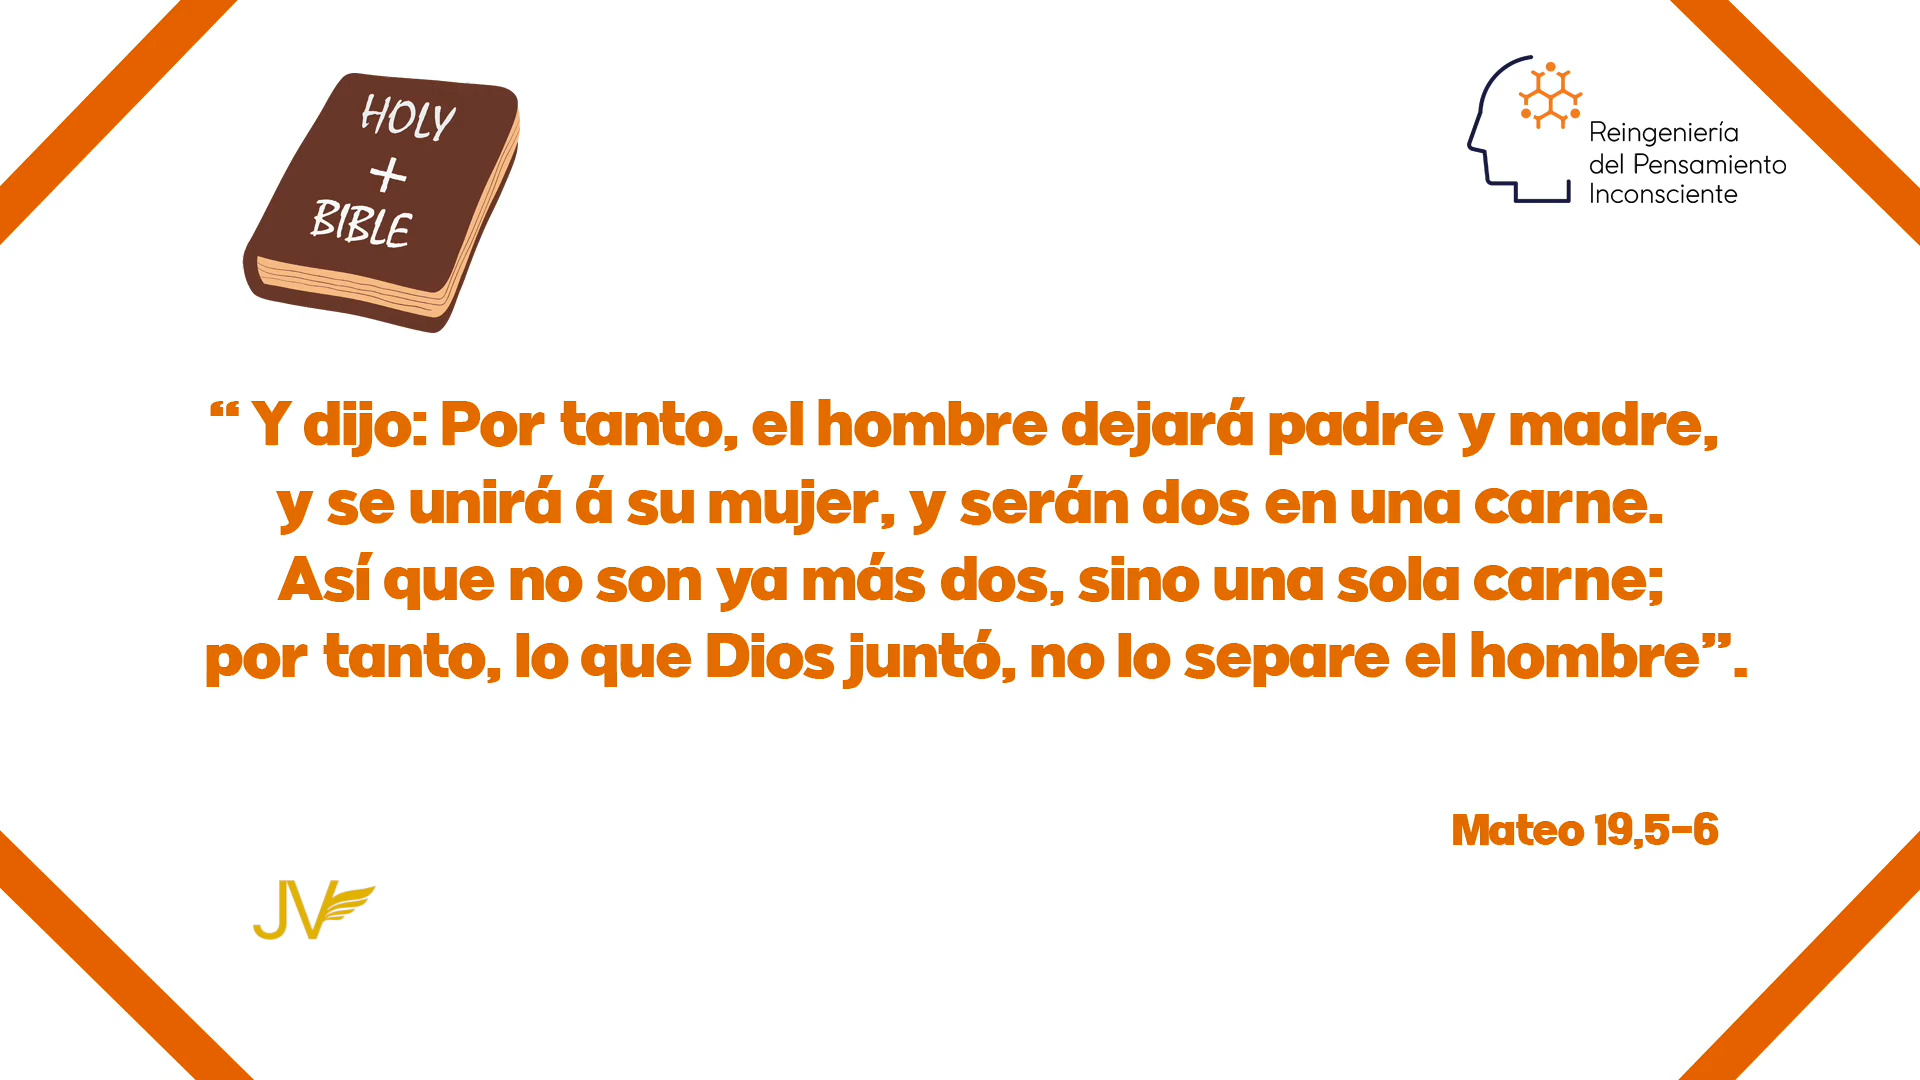 HOLY
BIBLE
Reingeniería
del Pensamiento
Inconsciente
“ Y dijo: Por tanto, el hombre dejará padre y madre,
y se unirá á su mujer, y serán dos en una carne.
Así que no son ya más dos, sino una sola carne;
por tanto, lo que Dios juntó, no lo separe el hombre”.
Mateo 19,5-6
JV